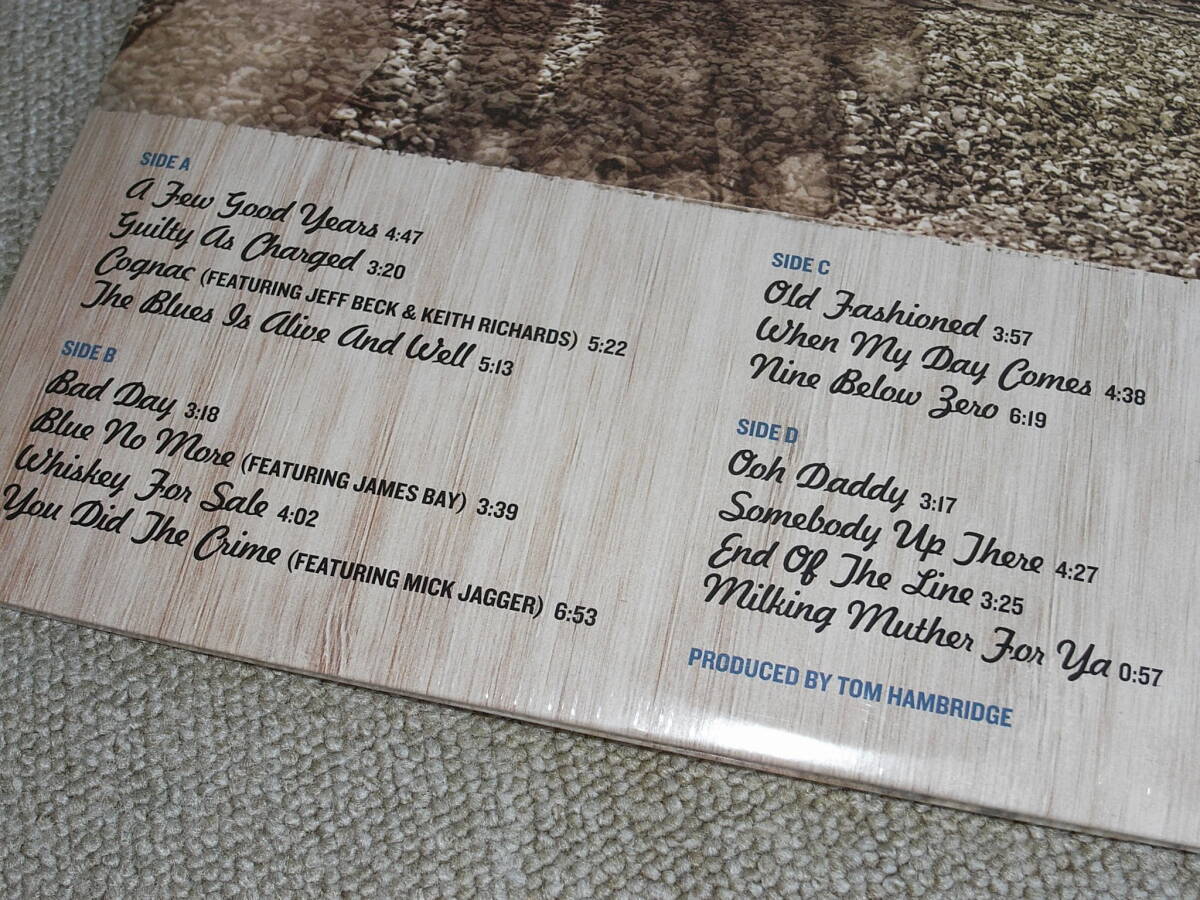 SIDE A
A Few Good Years 4:47
Guilty As Charged 3:20
Cognac (FEATURING JEFF BECK & KEITH RICHARDS) 5:22
The Blues Is Alive And Well 5:13
SIDE B
Bad Day 3:18
Blue No More (FEATURING JAMES BAY) 3:39
Whiskey For Sale 4:02
You Did The Crime (FEATURING MICK JAGGER) 6:53
SIDE C
Old Fashioned 3:57
When My Day Comes 4:38
Nine Below Zero 6:19
SIDE D
Ooh Daddy 3:17
Somebody Up There 4:27
End Of The Line 3:25
Milking Muther For Ya 0:57
PRODUCED BY TOM HAMBRIDGE